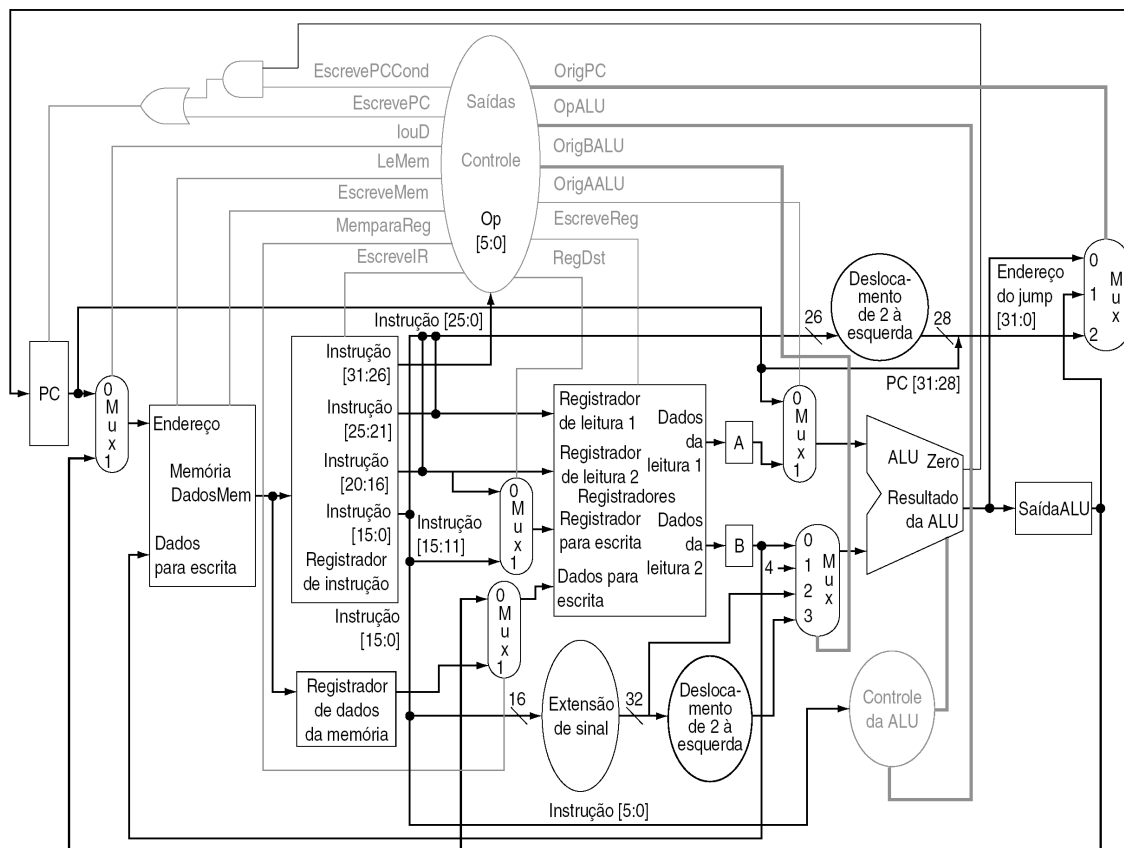 EscrevePCCond
EscrevePC
IouD
LeMem
EscreveMem
MemparaReg
EscreveIR
Saídas
Controle
Op
[5:0]
OrigPC
OpALU
OrigBALU
OrigAALU
EscreveReg
RegDst
Instrução [25:0]
26
Desloca-
mento
de 2 à
esquerda
28
Endereço
do jump
[31:0]
PC [31:28]
0
1
2
M
u
x
PC
0
M
u
x
1
Endereço
Memória
DadosMem
Dados
para escrita
Instrução
[31:26]
Instrução
[25:21]
Instrução
[20:16]
Instrução
[15:0]
Registrador
de instrução
Instrução
[15:11]
Instrução
[15:0]
0
M
u
x
1
0
M
u
x
1
Registrador
de leitura 1
Registrador
de leitura 2
Registradores
Registrador
para escrita
Dados para
escrita
Dados
da
leitura 1
Dados
da
leitura 2
A
B
4
0
M
u
x
1
0
1
2
3
M
u
x
ALU
Zero
Resultado
da ALU
SaídaALU
Registrador
de dados
da memória
16
Extensão
de sinal
32
Desloca-
mento
de 2 à
esquerda
Controle
da ALU
Instrução [5:0]